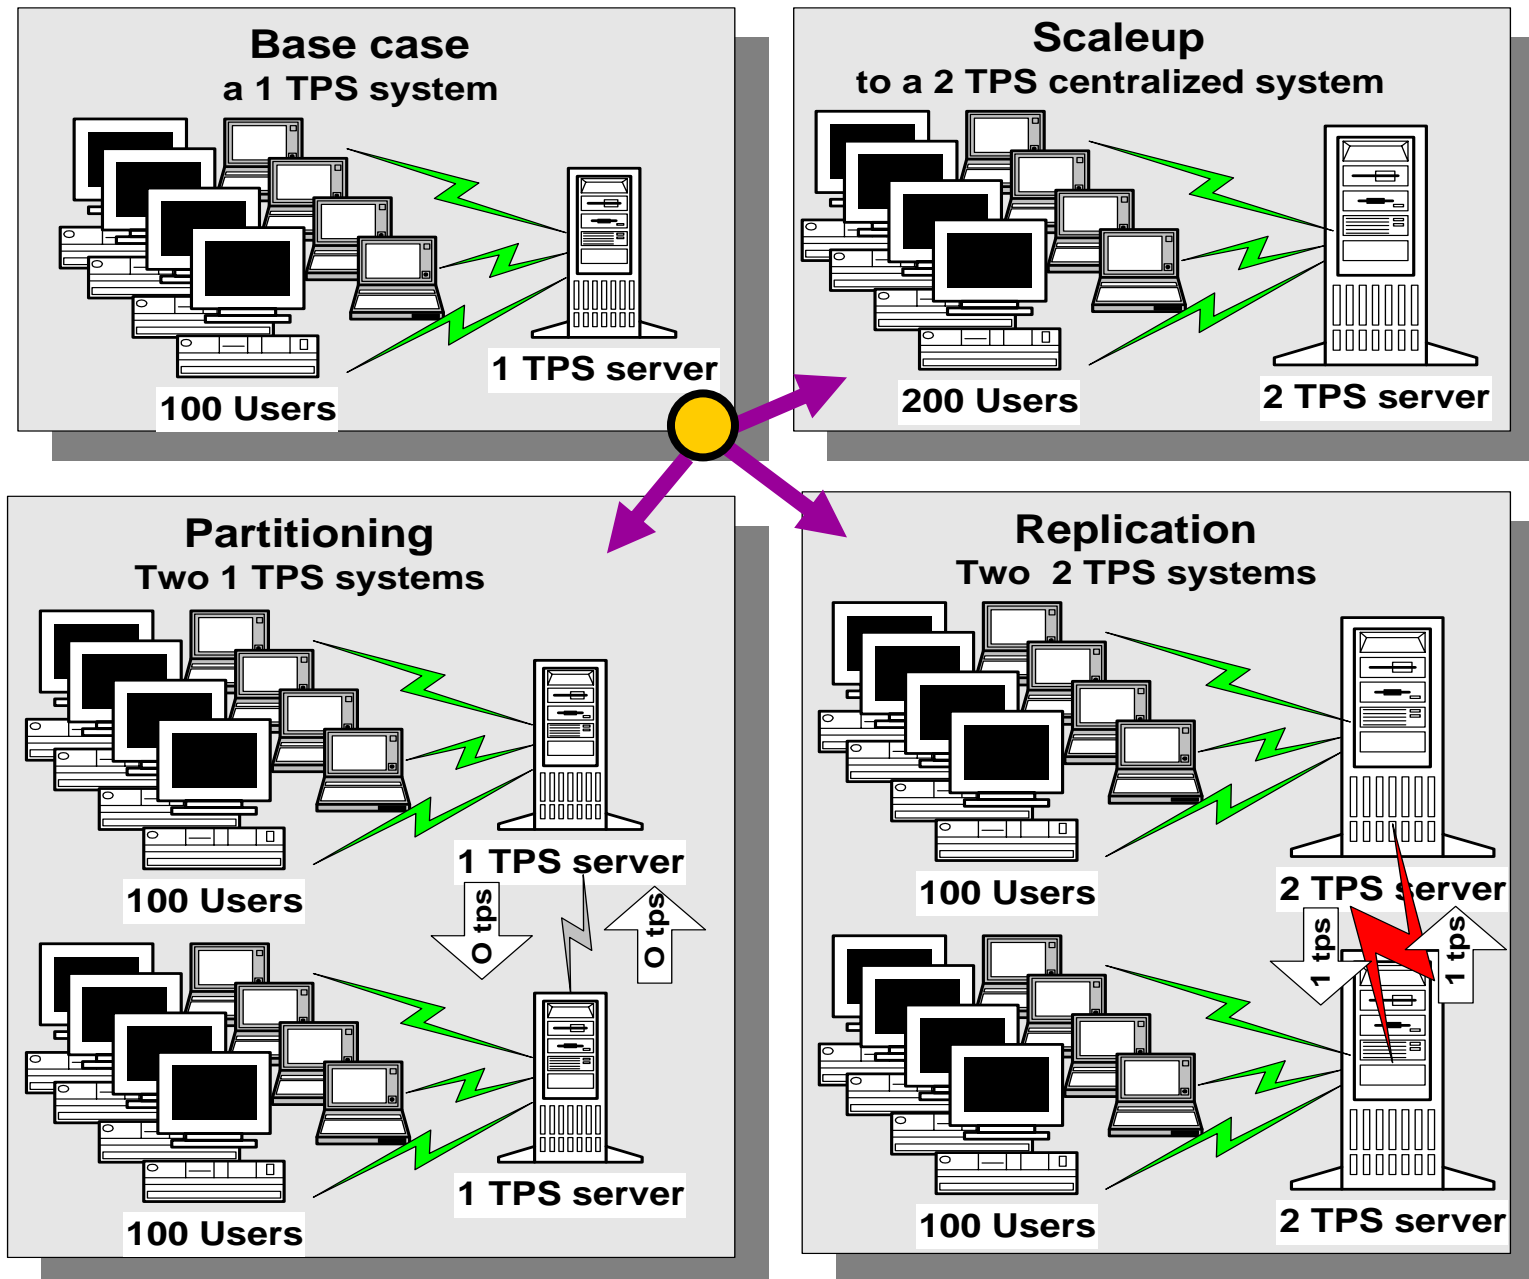 Base case
a 1 TPS system
1 TPS server
100 Users
Scaleup
to a 2 TPS centralized system
2 TPS server
200 Users
Partitioning
Two 1 TPS systems
1 TPS server
100 Users
O tps
O tps
1 TPS server
100 Users
Replication
Two 2 TPS systems
2 TPS server
100 Users
1 tps
1 tps
2 TPS server
100 Users